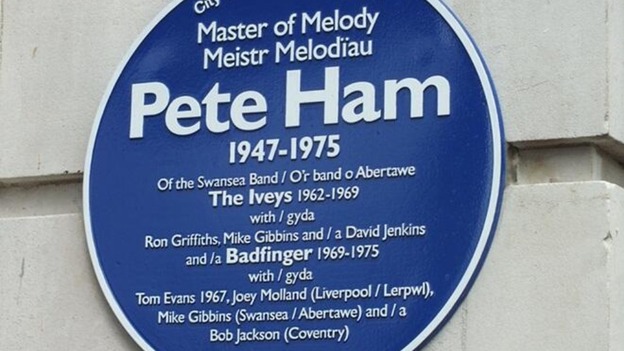 City
Master of Melody
Meistr Melodïau
Pete Ham
1947-1975
Of the Swansea Band / O'r band o Abertawe
The Iveys 1962-1969
with / gyda
Ron Griffiths, Mike Gibbins and / a David Jenkins
and /a Badfinger 1969-1975
with / gyda
Tom Evans 1967, Joey Molland (Liverpool / Lerpwl),
Mike Gibbins (Swansea / Abertawe) and / a
Bob Jackson (Coventry)